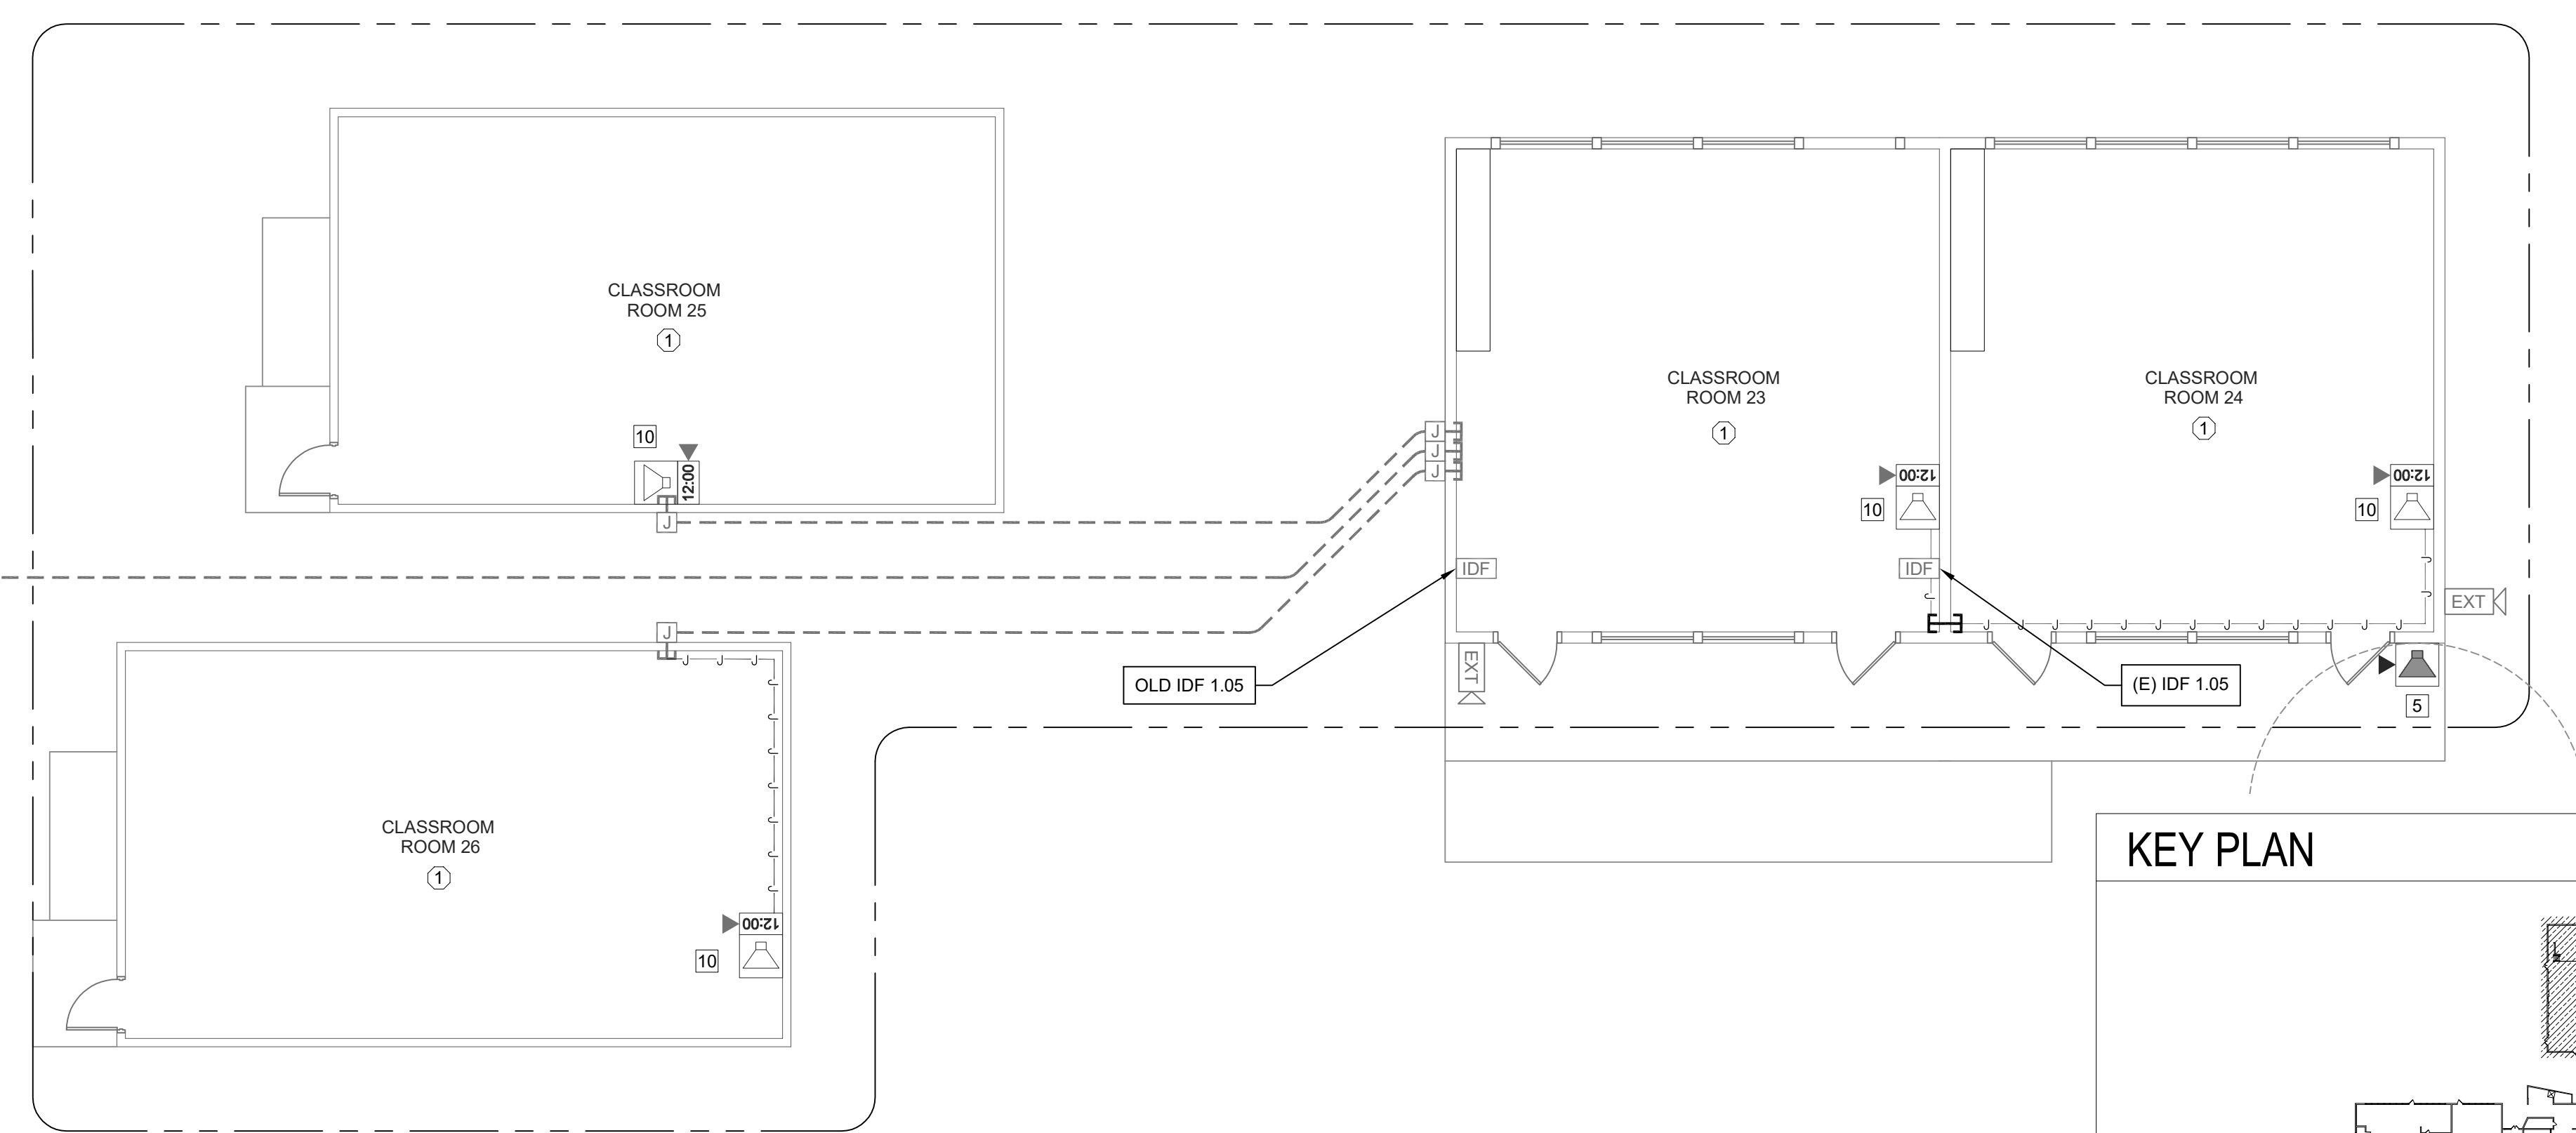 CLASSROOM
ROOM 25
1
10
12:00
J
J
J
J
CLASSROOM
ROOM 23
1
12:00
10
CLASSROOM
ROOM 24
1
12:00
10
IDF
IDF
EXT
EXT
J
OLD IDF 1.05
(E) IDF 1.05
5
CLASSROOM
ROOM 26
1
12:00
10
KEY PLAN